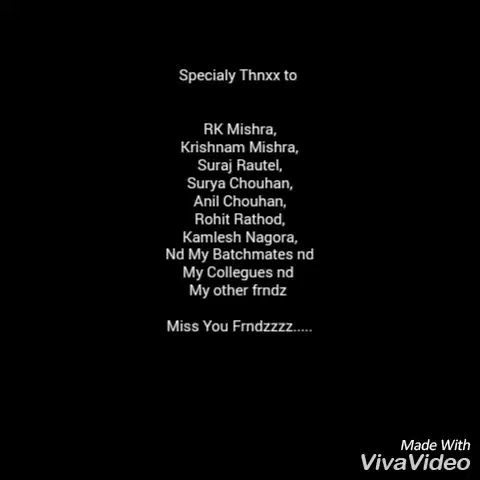 Specialy Thnxx to
RK Mishra,
Krishnam Mishra,
Suraj Rautel,
Surya Chouhan,
Anil Chouhan,
Rohit Rathod,
Kamlesh Nagora,
Nd My Batchmates nd
My Collegues nd
My other frndz
Miss You Frndzzzz.....
Made With
VivaVideo